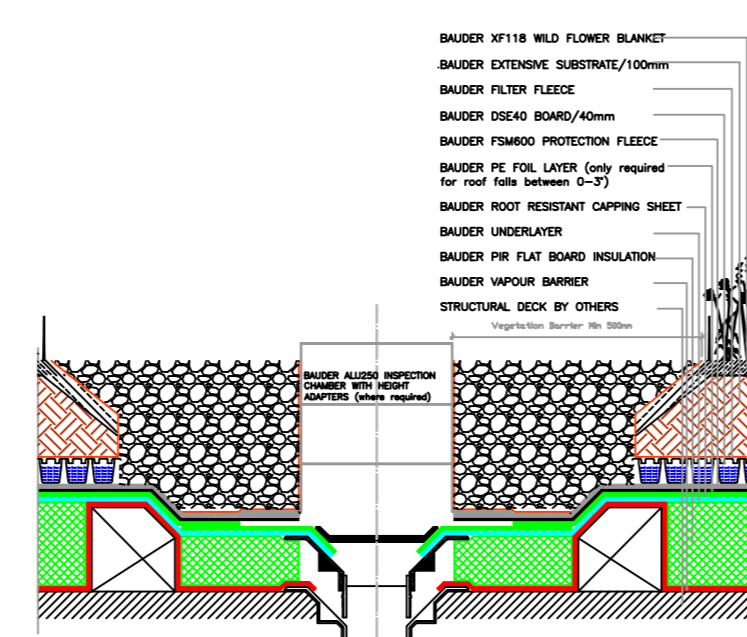 BAUDER XF118 WILD FLOWER BLANKET
.BAUDER EXTENSIVE SUBSTRATE/100mm
BAUDER FILTER FLEECE
BAUDER DSE40 BOARD/40mm
BAUDER FSM600 PROTECTION FLEECE
BAUDER PE FOIL LAYER (only required
for roof falls between 0-3°)
BAUDER ROOT RESISTANT CAPPING SHEET
BAUDER UNDERLAYER
BAUDER PIR FLAT BOARD INSULATION
BAUDER VAPOUR BARRIER
STRUCTURAL DECK BY OTHERS
Vegetation Barrier Min 500mm
BAUDER ALU250 INSPECTION
CHAMBER WITH HEIGHT
ADAPTERS (where required)